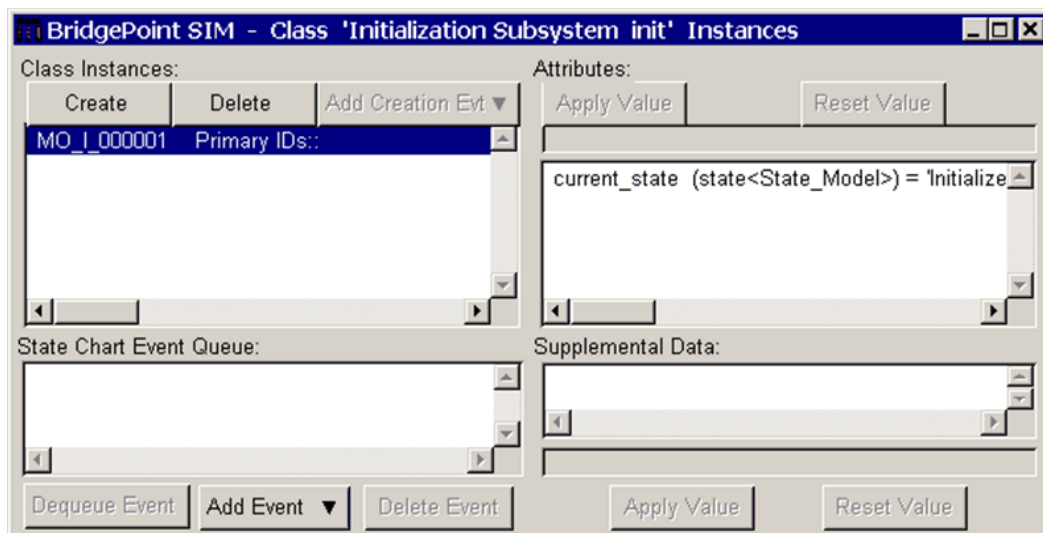 BridgePoint SIM - Class 'Initialization Subsystem init' Instances
Class Instances:
Create Delete Add Creation Evt ▼
MO_I_000001 Primary IDs::
Attributes:
Apply Value Reset Value
current_state (state<State_Model>) = 'Initialize
State Chart Event Queue:
Supplemental Data:
Dequeue Event Add Event ▼ Delete Event
Apply Value Reset Value